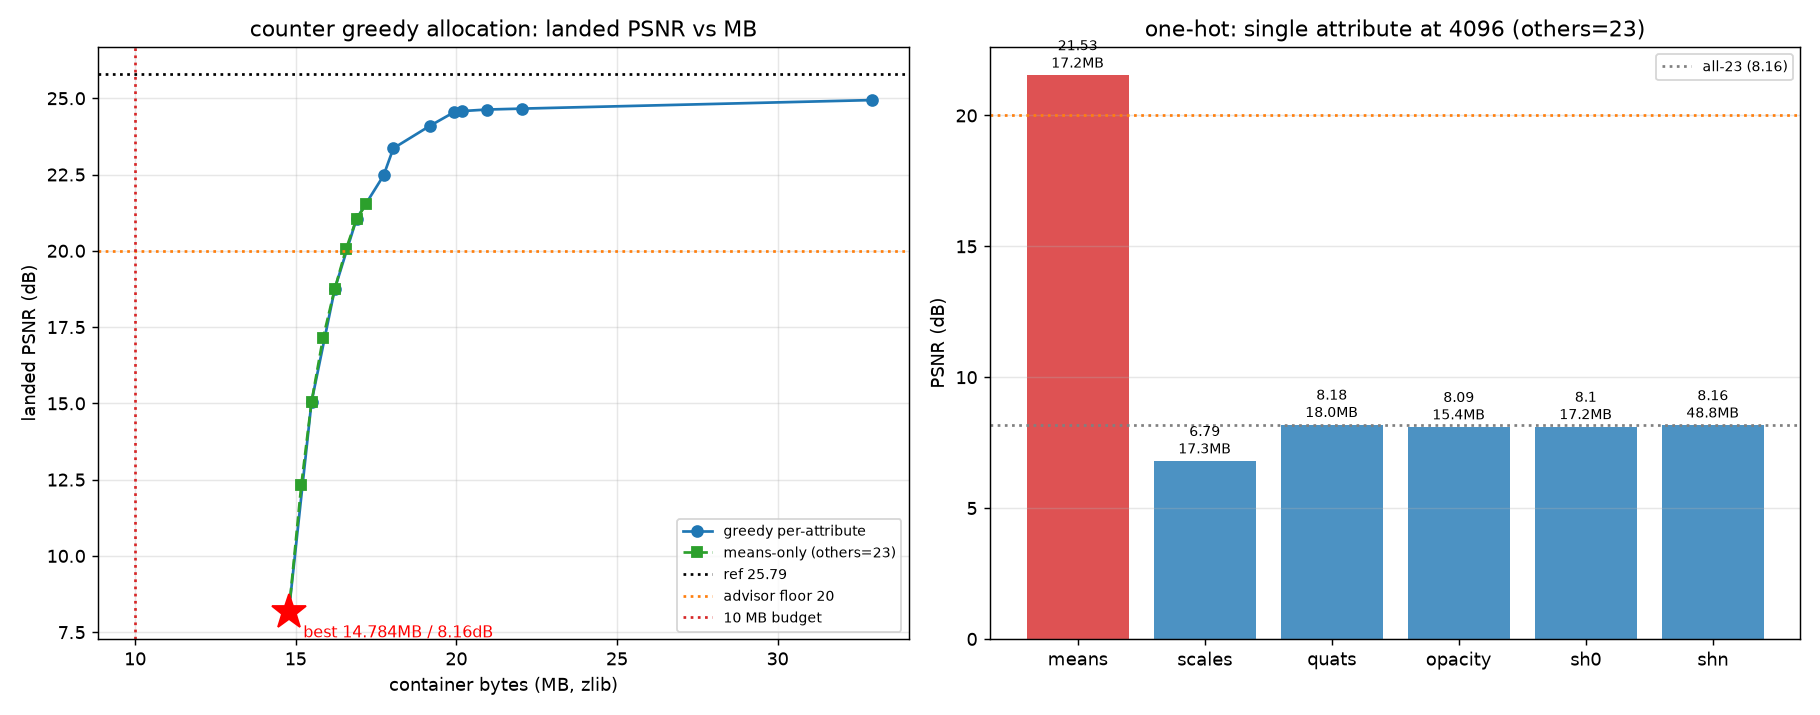 counter greedy allocation: landed PSNR vs MB
landed PSNR (dB)
25.0
22.5
20.0
17.5
15.0
12.5
10.0
7.5
best 14.784MB / 8.16dB
greedy per-attribute
means-only (others=23)
ref 25.79
advisor floor 20
10 MB budget
10
15
20
25
30
container bytes (MB, zlib)
one-hot: single attribute at 4096 (others=23)
PSNR (dB)
20
15
10
5
0
all-23 (8.16)
21.53
17.2MB
6.79
17.3MB
8.18
18.0MB
8.09
15.4MB
8.1
17.2MB
8.16
48.8MB
means
scales
quats
opacity
sh0
shn